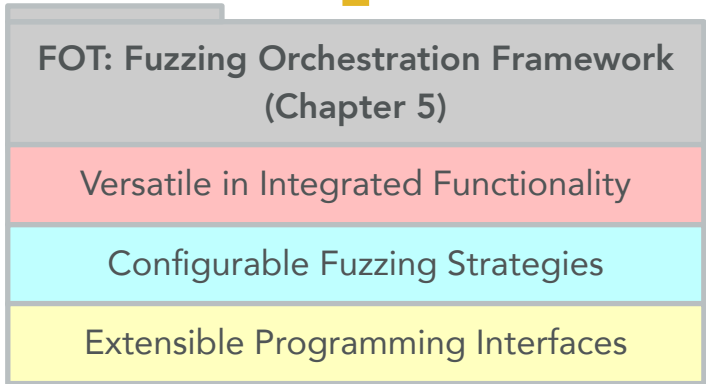 FOT: Fuzzing Orchestration Framework
(Chapter 5)
Versatile in Integrated Functionality
Configurable Fuzzing Strategies
Extensible Programming Interfaces